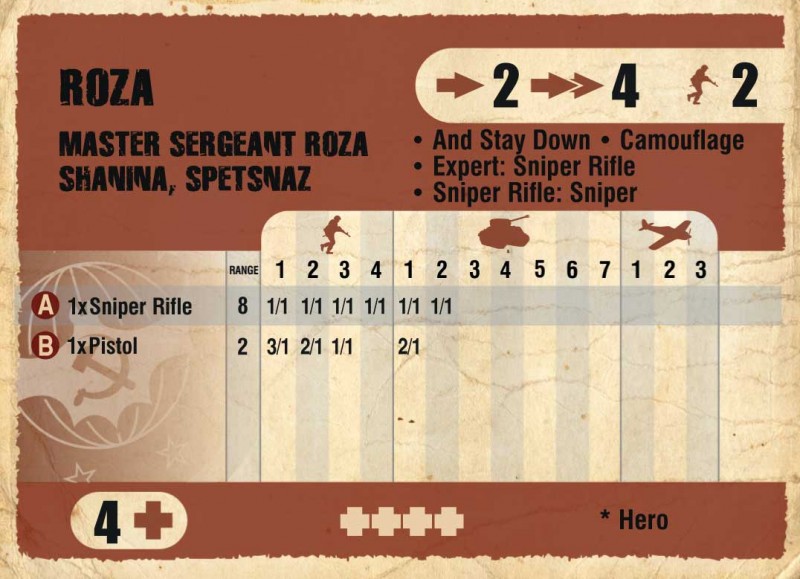 ROZA
2 4 2
MASTER SERGEANT ROZA
SHANINA, SPETSNAZ
• And Stay Down • Camouflage
• Expert: Sniper Rifle
• Sniper Rifle: Sniper
RANGE 1 2 3 4 1 2 3 4 5 6 7 1 2 3
A 1x Sniper Rifle 8 1/1 1/1 1/1 1/1 1/1 1/1
B 1x Pistol 2 3/1 2/1 1/1 2/1
4
* Hero